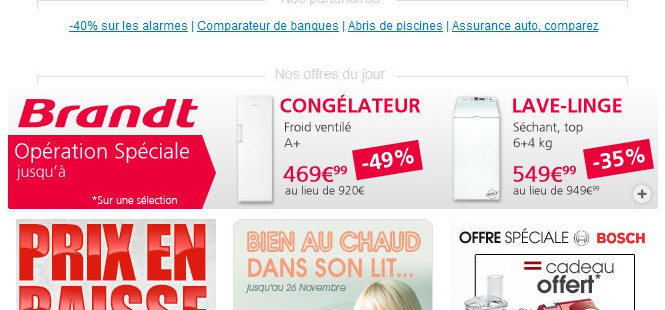 Nos partenaires
-40% sur les alarmes | Comparateur de banques | Abris de piscines | Assurance auto, comparez
Nos offres du jour
Brandt
Opération Spéciale
jusqu'à
*Sur une sélection
CONGÉLATEUR
Froid ventilé
A+
469€99
-49%
au lieu de 920€
LAVE-LINGE
Séchant, top
6+4 kg
549€99
-35%
au lieu de 949€99
PRIX EN
BAISSE
BIEN AU CHAUD
DANS SON LIT...
jusqu'au 26 Novembre
OFFRE SPÉCIALE BOSCH
= cadeau
offert*